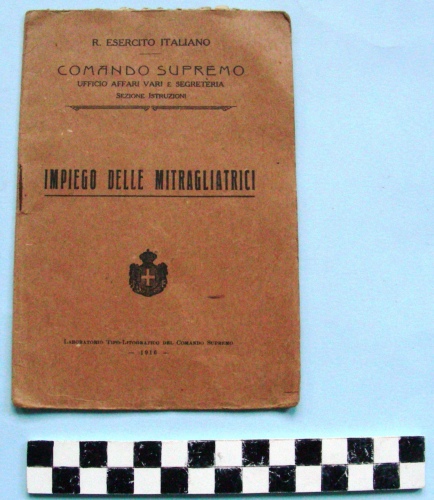 R. ESERCITO ITALIANO
COMANDO SUPREMO
UFFICIO AFFARI VARI E SEGRETERIA
SEZIONE ISTRUZIONI
IMPIEGO DELLE MITRAGLIATRICI
LABORATORIO TIPO-LITOGRAFICO DEL COMANDO SUPREMO
— 1918 —